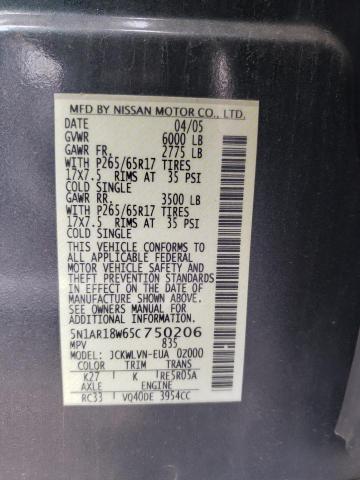 MFD BY NISSAN MOTOR CO., LTD.
DATE 04/05
GVWR 6000 LB
GAWR FR. 2775 LB
WITH P265/65R17 TIRES
17X7.5 RIMS AT 35 PSI
COLD SINGLE
GAWR RR. 3500 LB
WITH P265/65R17 TIRES
17X7.5 RIMS AT 35 PSI
COLD SINGLE
THIS VEHICLE CONFORMS TO
ALL APPLICABLE FEDERAL
MOTOR VEHICLE SAFETY AND
THEFT PREVENTION STANDARDS
IN EFFECT ON THE DATE OF
MANUFACTURE SHOWN ABOVE.
SEE OWNERS MANUAL FOR
ADDITIONAL INFORMATION.
5N1AR18W65C750206
MPV 835
MODEL JCKWLVN-EUA 02000
COLOR TRIM TRANS
K27 K RE5R05A
AXLE ENGINE
RC33 VQ40DE 3954CC